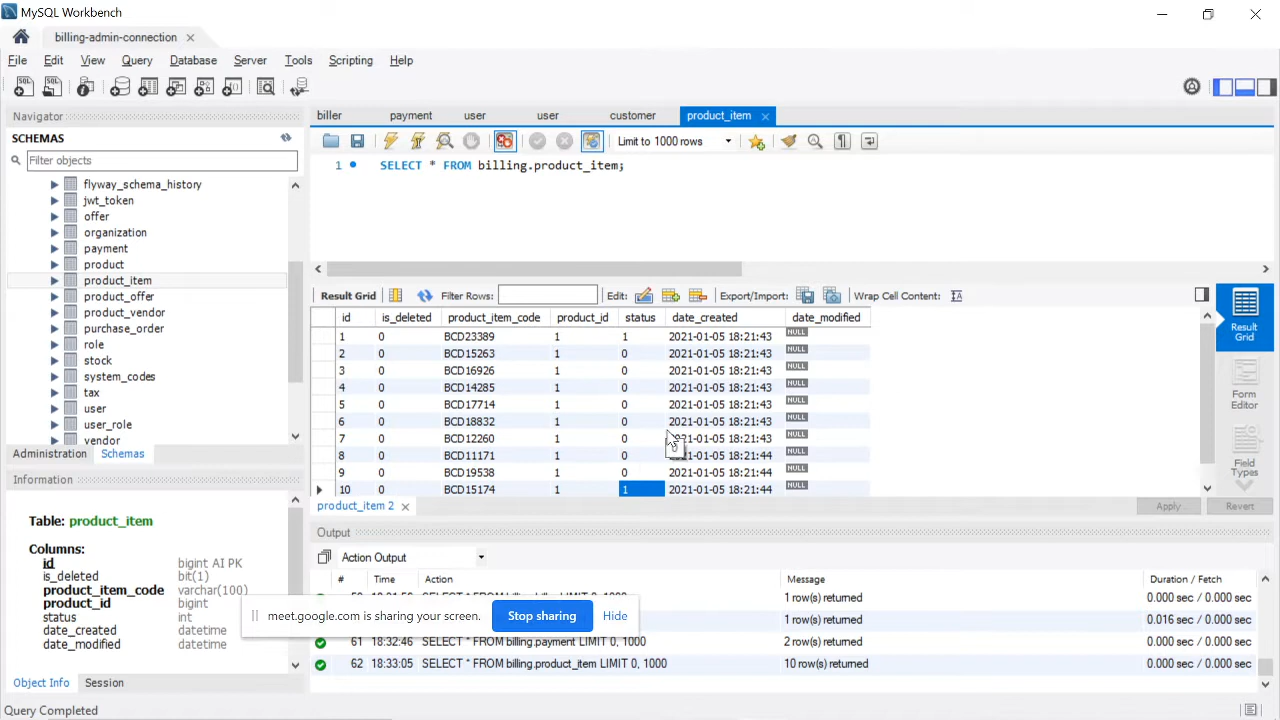 MySQL Workbench
billing-admin-connection
File Edit View Query Database Server Tools Scripting Help
Navigator
SCHEMAS
Filter objects
flyway_schema_history
jwt_token
offer
organization
payment
product
product_item
product_offer
product_vendor
purchase_order
role
stock
system_codes
tax
user
user_role
vendor
Administration Schemas
Information
Table: product_item
Columns:
id bigint AI PK
is_deleted bit(1)
product_item_code varchar(100)
product_id bigint
status int
date_created datetime
date_modified datetime
Object Info Session
Query Completed
biller payment user user customer product_item
Limit to 1000 rows
1 SELECT * FROM billing.product_item;
Result Grid Filter Rows: Edit: Export/Import: Wrap Cell Content:
id is_deleted product_item_code product_id status date_created date_modified
1 0 BCD23389 1 1 2021-01-05 18:21:43 NULL
2 0 BCD15263 1 0 2021-01-05 18:21:43 NULL
3 0 BCD16926 1 0 2021-01-05 18:21:43 NULL
4 0 BCD14285 1 0 2021-01-05 18:21:43 NULL
5 0 BCD17714 1 0 2021-01-05 18:21:43 NULL
6 0 BCD18832 1 0 2021-01-05 18:21:43 NULL
7 0 BCD12260 1 0 18:21:43 NULL
8 0 BCD11171 1 0 2021-01-05 18:21:44 NULL
9 0 BCD19538 1 0 2021-01-05 18:21:44 NULL
10 0 BCD15174 1 1 2021-01-05 18:21:44 NULL
Result
Grid
Form
Editor
Field
Types
product_item 2
Apply Revert
Output
Action Output
# Time Action Message Duration / Fetch
1 row(s) returned 0.000 sec / 0.000 sec
1 row(s) returned 0.016 sec / 0.000 sec
61 18:32:46 SELECT * FROM billing.payment LIMIT 0, 1000 2 row(s) returned 0.000 sec / 0.000 sec
62 18:33:05 SELECT * FROM billing.product_item LIMIT 0, 1000 10 row(s) returned 0.000 sec / 0.000 sec
meet.google.com is sharing your screen. Stop sharing Hide